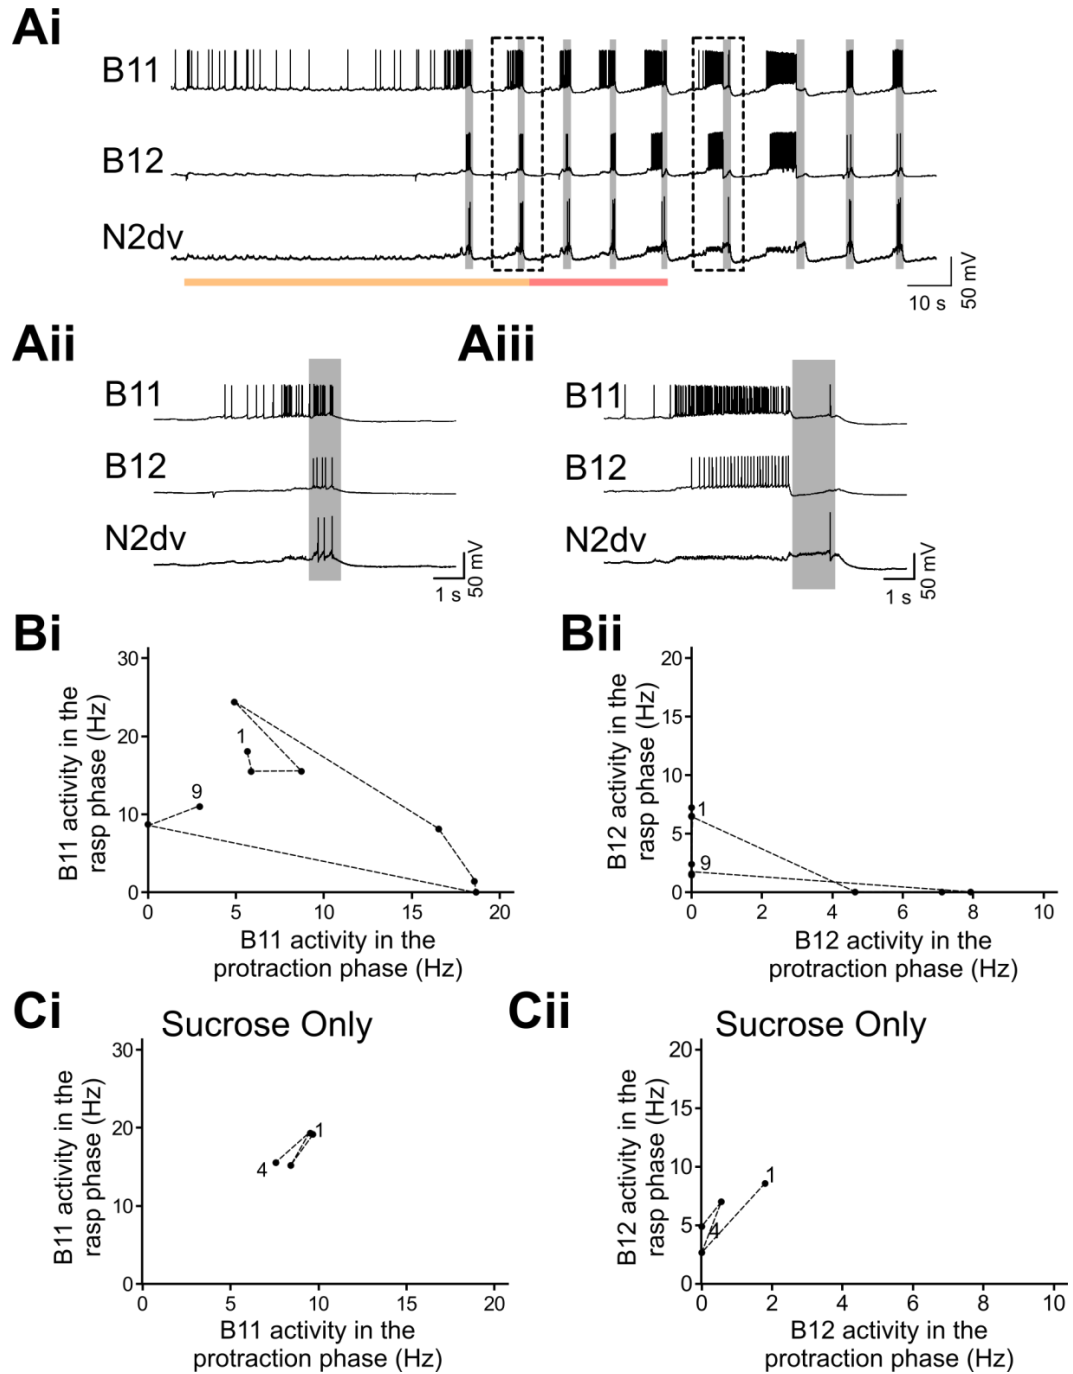 Ai
B11
B12
N2dv
10 s
50 mV
Aii
B11
B12
N2dv
1 s
50 mV
Aiii
B11
B12
N2dv
1 s
50 mV
Bi
B11 activity in the
rasp phase (Hz)
30
20
10
0
1
9
0 5 10 15 20
B11 activity in the
protraction phase (Hz)
Bii
B12 activity in the
rasp phase (Hz)
20
15
10
5
0
1
9
0 2 4 6 8 10
B12 activity in the
protraction phase (Hz)
Ci
Sucrose Only
B11 activity in the
rasp phase (Hz)
30
20
10
0
1
4
0 5 10 15 20
B11 activity in the
protraction phase (Hz)
Cii
Sucrose Only
B12 activity in the
rasp phase (Hz)
20
15
10
5
0
1
4
0 2 4 6 8 10
B12 activity in the
protraction phase (Hz)